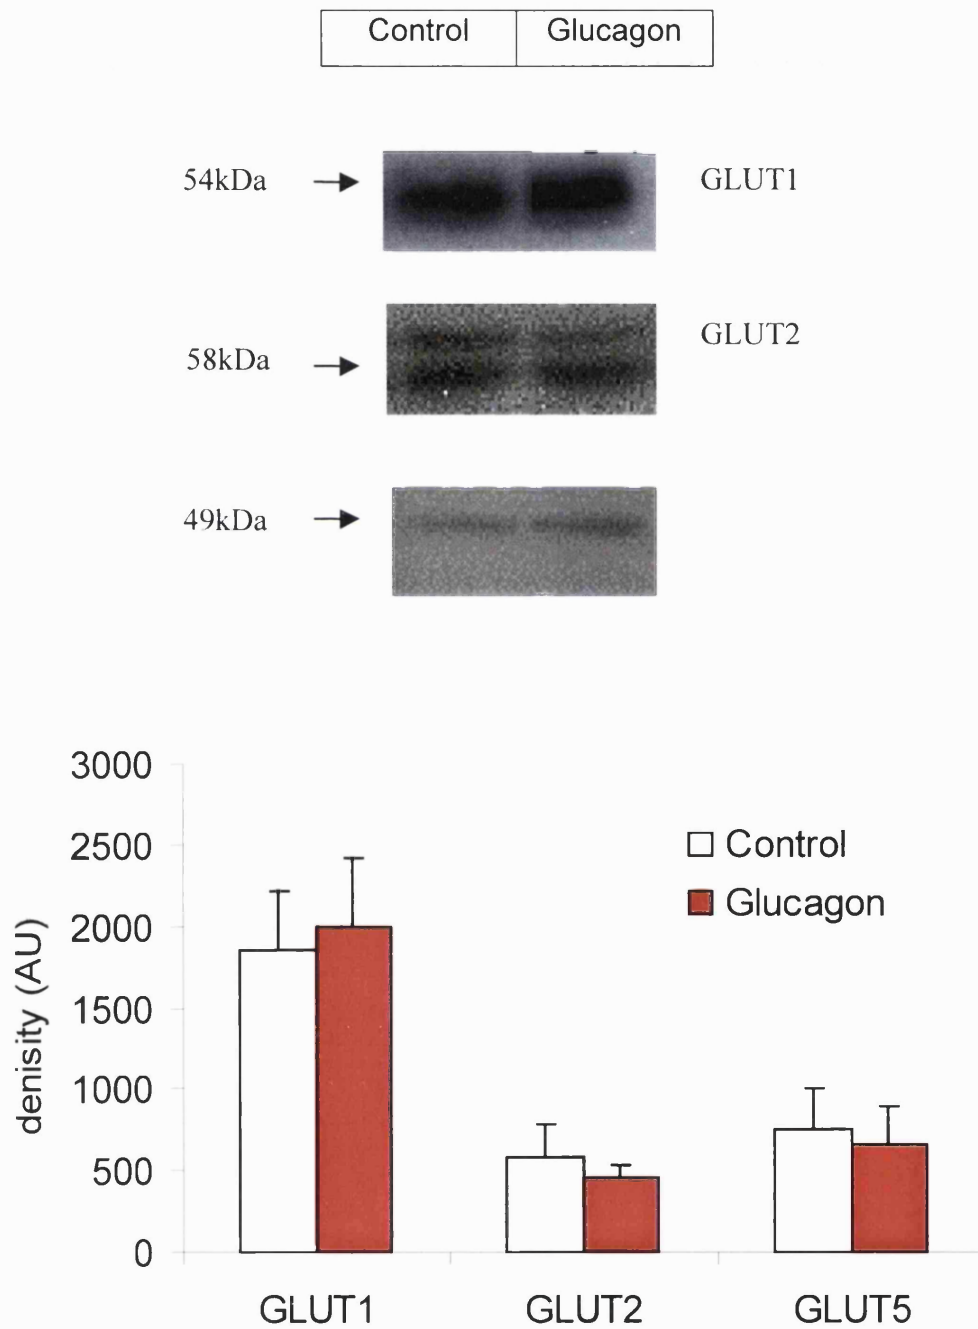 Control Glucagon
54kDa GLUT1
GLUT2
58kDa
49kDa
3000
2500
2000
1500
1000
500
0
denisity (AU)
Control
Glucagon
GLUT1 GLUT2 GLUT5